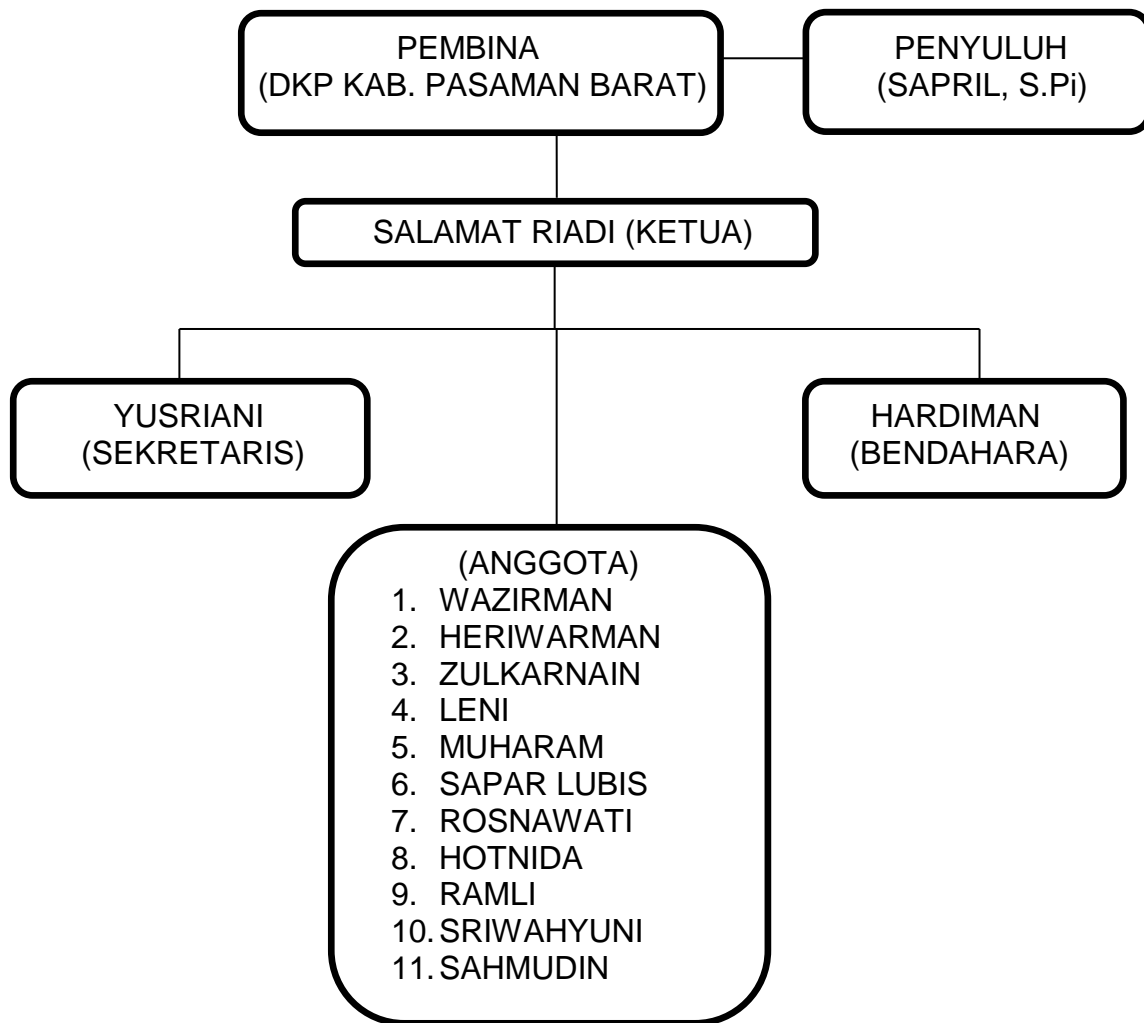 PEMBINA
(DKP KAB. PASAMAN BARAT)
PENYULUH
(SAPRIL, S.Pi)
SALAMAT RIADI (KETUA)
YUSRIANI
(SEKRETARIS)
HARDIMAN
(BENDAHARA)
(ANGGOTA)
1. WAZIRMAN
2. HERIWARMAN
3. ZULKARNAIN
4. LENI
5. MUHARAM
6. SAPAR LUBIS
7. ROSNAWATI
8. HOTNIDA
9. RAMLI
10. SRIWAHYUNI
11. SAHMUDIN